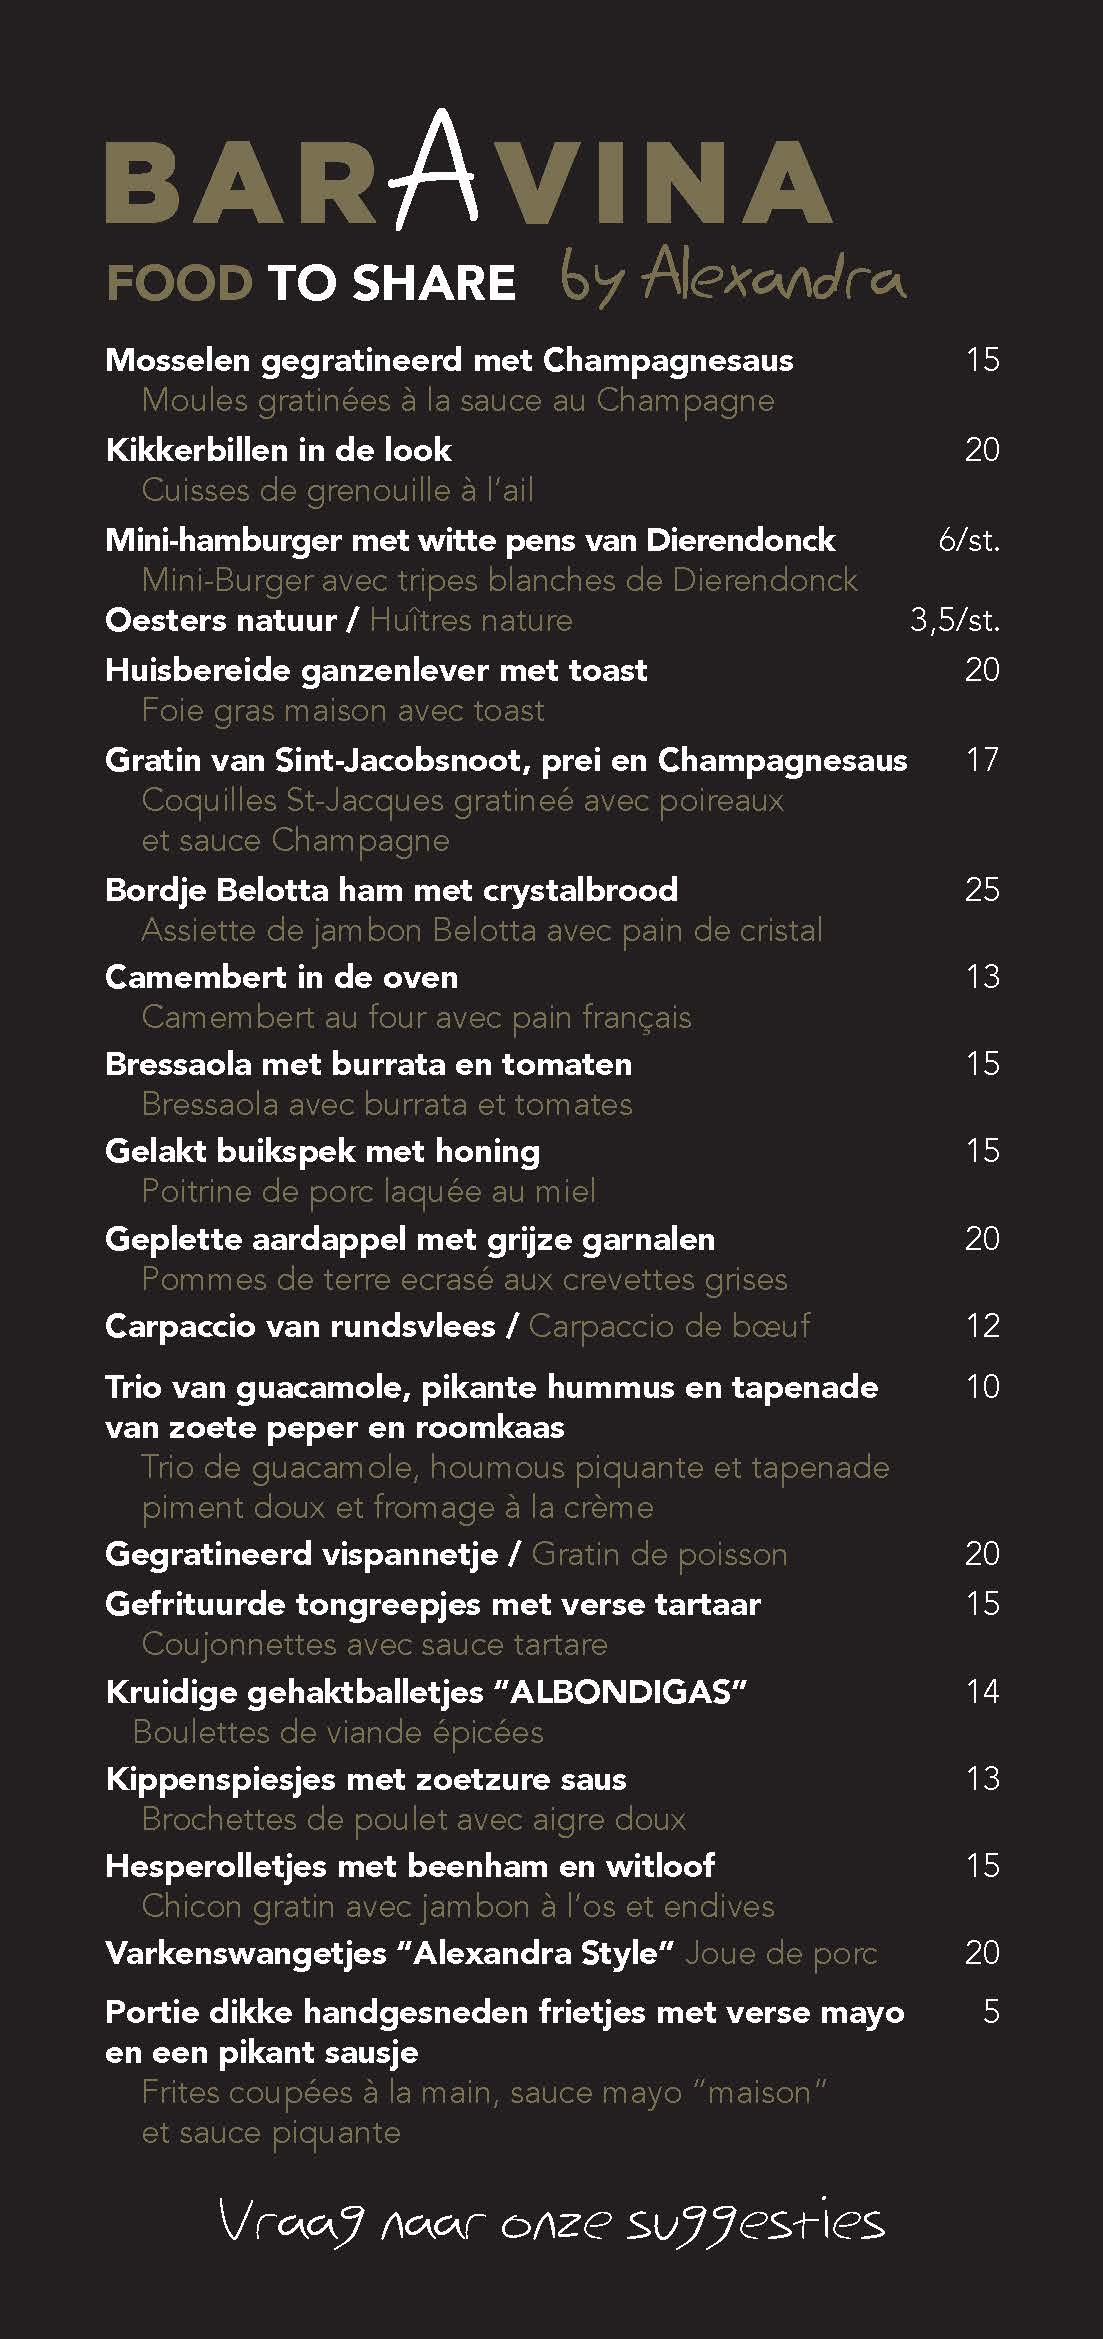 BARAVINA
FOOD TO SHARE by Alexandra
Mosselen gegratineerd met Champagnesaus 15
Moules gratinées à la sauce au Champagne
Kikkerbillen in de look 20
Cuisses de grenouille à l'ail
Mini-hamburger met witte pens van Dierendonck 6/st.
Mini-Burger avec tripes blanches de Dierendonck
Oesters natuur / Huîtres nature 3,5/st.
Huisbereide ganzenlever met toast 20
Foie gras maison avec toast
Gratin van Sint-Jacobsnoot, prei en Champagnesaus 17
Coquilles St-Jacques gratineé avec poireaux
et sauce Champagne
Bordje Belotta ham met crystalbrood 25
Assiette de jambon Belotta avec pain de cristal
Camembert in de oven 13
Camembert au four avec pain français
Bressaola met burrata en tomaten 15
Bressaola avec burrata et tomates
Gelakt buikspek met honing 15
Poitrine de porc laquée au miel
Geplette aardappel met grijze garnalen 20
Pommes de terre ecrasé aux crevettes grises
Carpaccio van rundsvlees / Carpaccio de bœuf 12
Trio van guacamole, pikante hummus en tapenade 10
van zoete peper en roomkaas
Trio de guacamole, houmous piquante et tapenade
piment doux et fromage à la crème
Gegratineerd vispannetje / Gratin de poisson 20
Gefrituurde tongreepjes met verse tartaar 15
Coujonnettes avec sauce tartare
Kruidige gehaktballetjes "ALBONDIGAS" 14
Boulettes de viande épicées
Kippenspiesjes met zoetzure saus 13
Brochettes de poulet avec aigre doux
Hesperolletjes met beenham en witloof 15
Chicon gratin avec jambon à l'os et endives
Varkenswangetjes "Alexandra Style" Joue de porc 20
Portie dikke handgesneden frietjes met verse mayo 5
en een pikant sausje
Frites coupées à la main, sauce mayo "maison"
et sauce piquante
Vraag naar onze suggesties